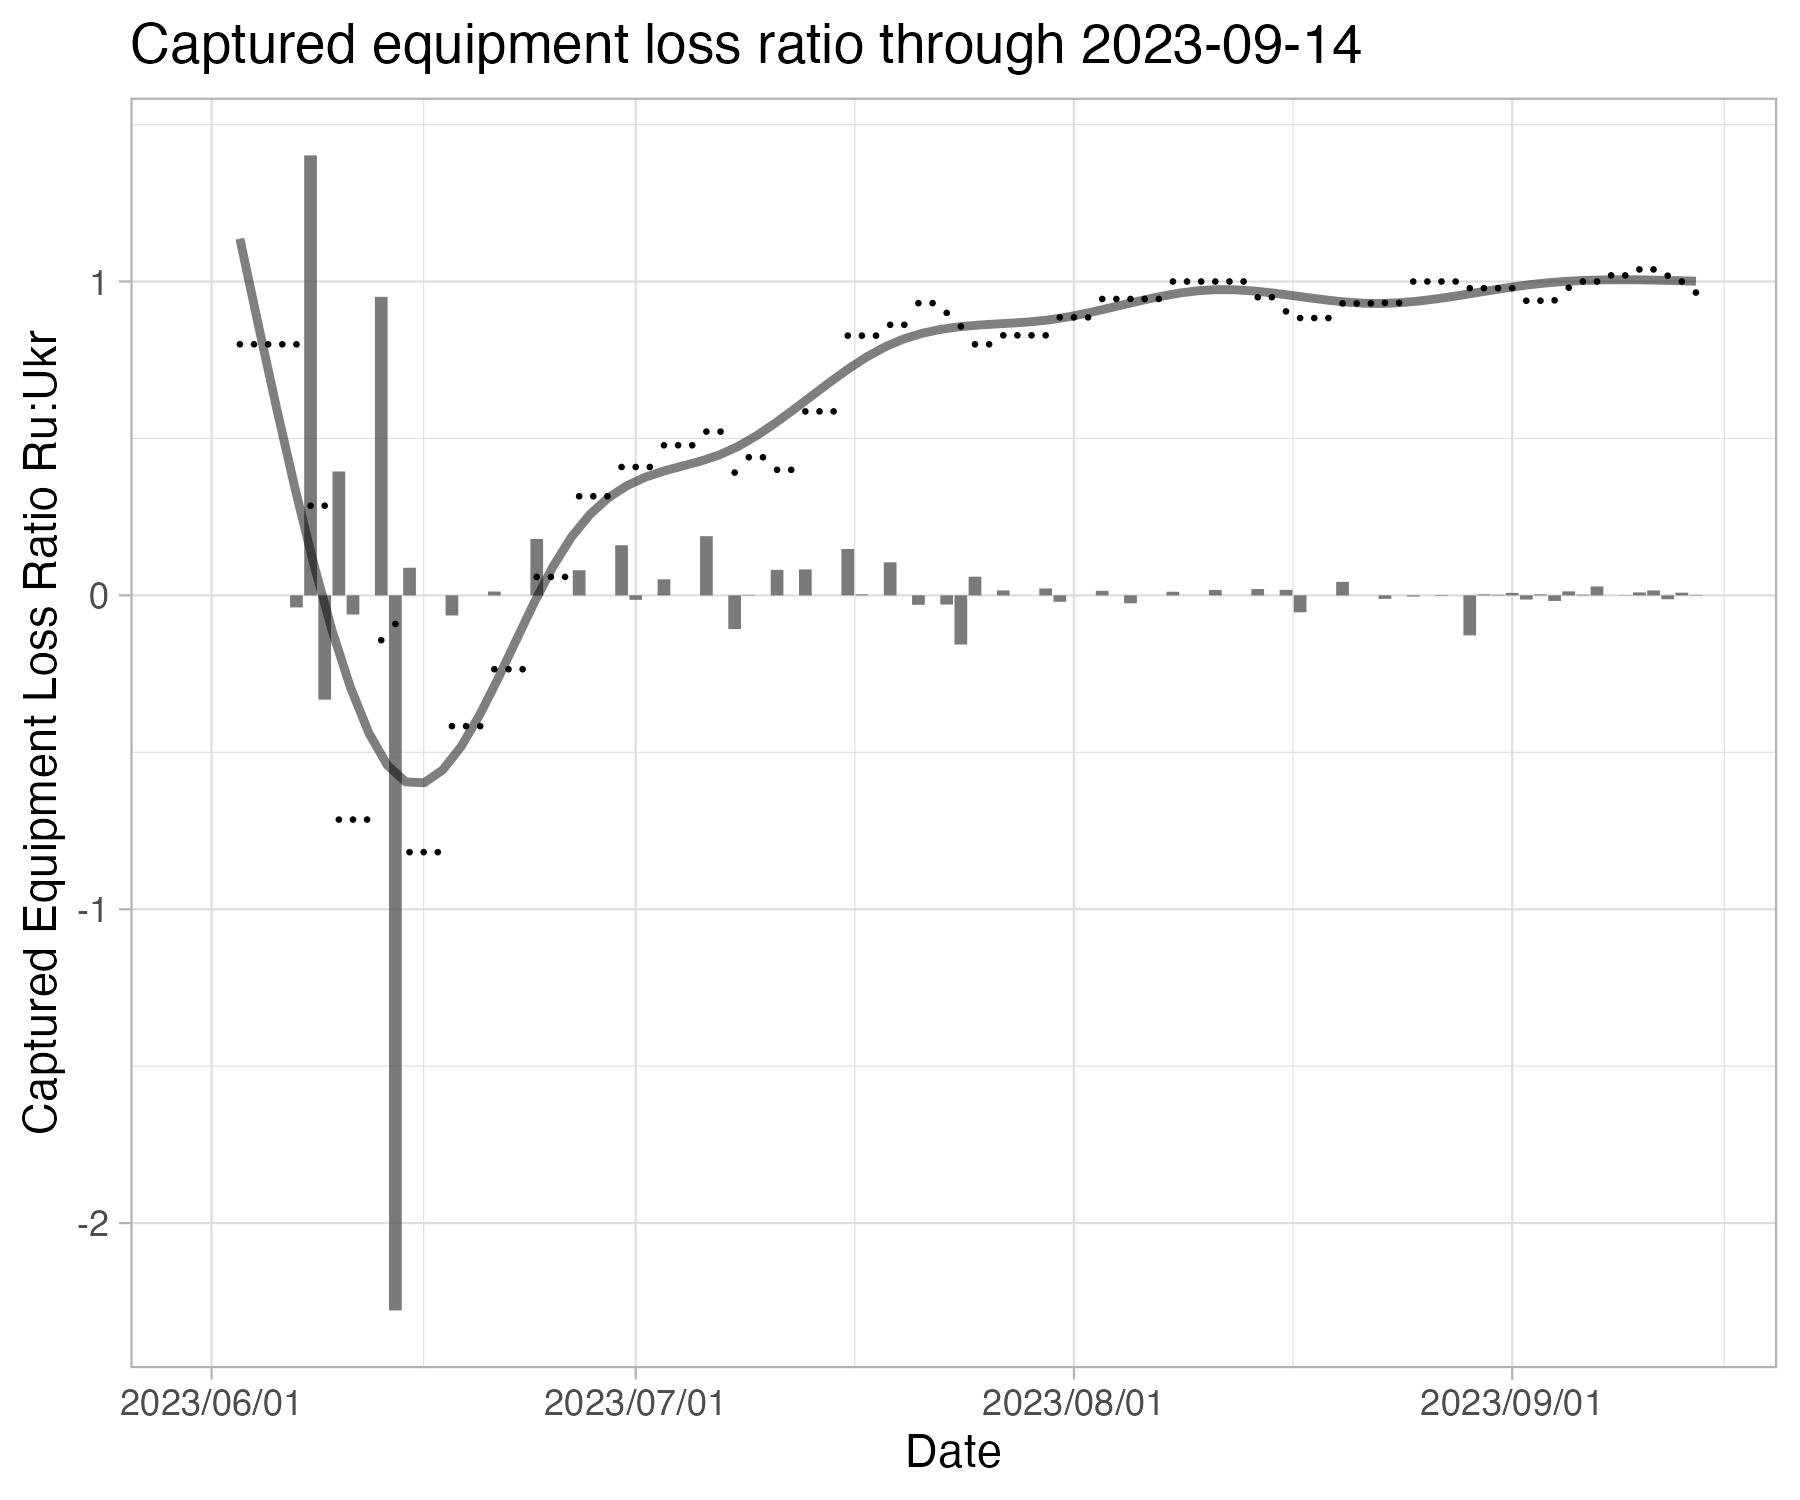 Captured equipment loss ratio through 2023-09-14
Captured Equipment Loss Ratio Ru:Ukr
1
0
-1
-2
2023/06/01
2023/07/01
2023/08/01
2023/09/01
Date